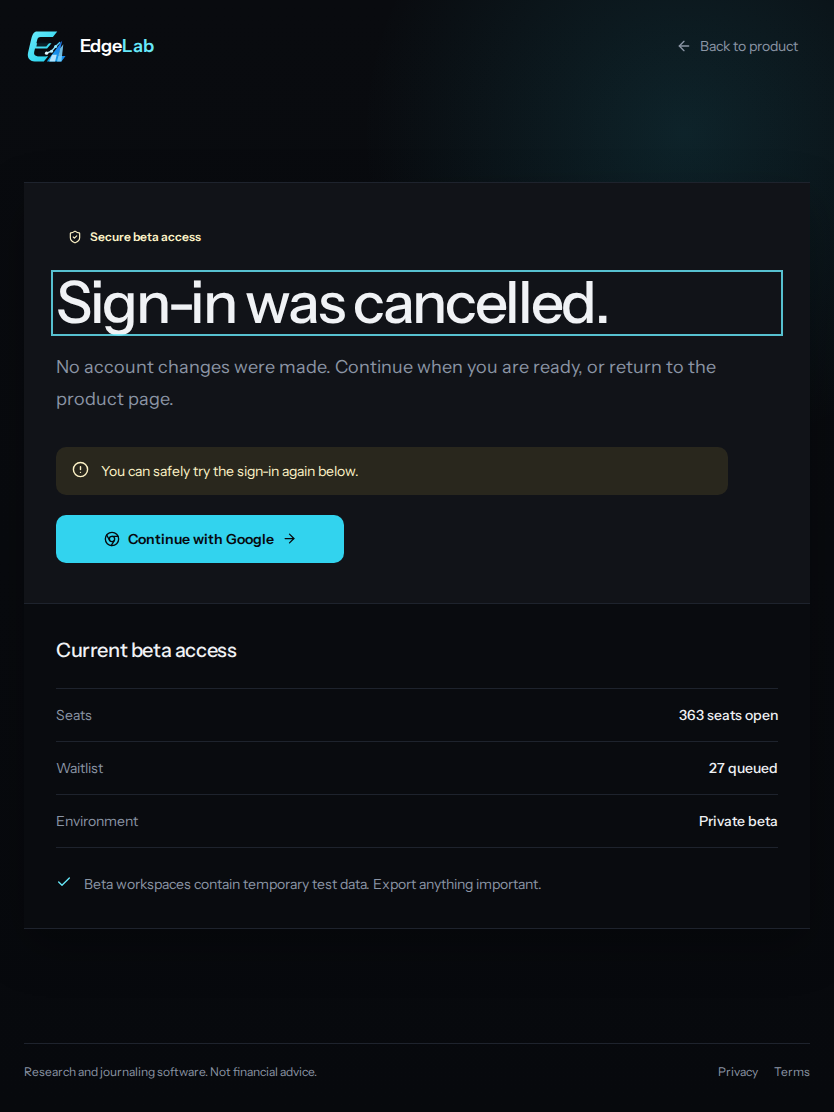 EdgeLab
Back to product
Secure beta access
Sign-in was cancelled.
No account changes were made. Continue when you are ready, or return to the
product page.
You can safely try the sign-in again below.
Continue with Google
Current beta access
Seats 363 seats open
Waitlist 27 queued
Environment Private beta
Beta workspaces contain temporary test data. Export anything important.
Research and journaling software. Not financial advice.
Privacy Terms